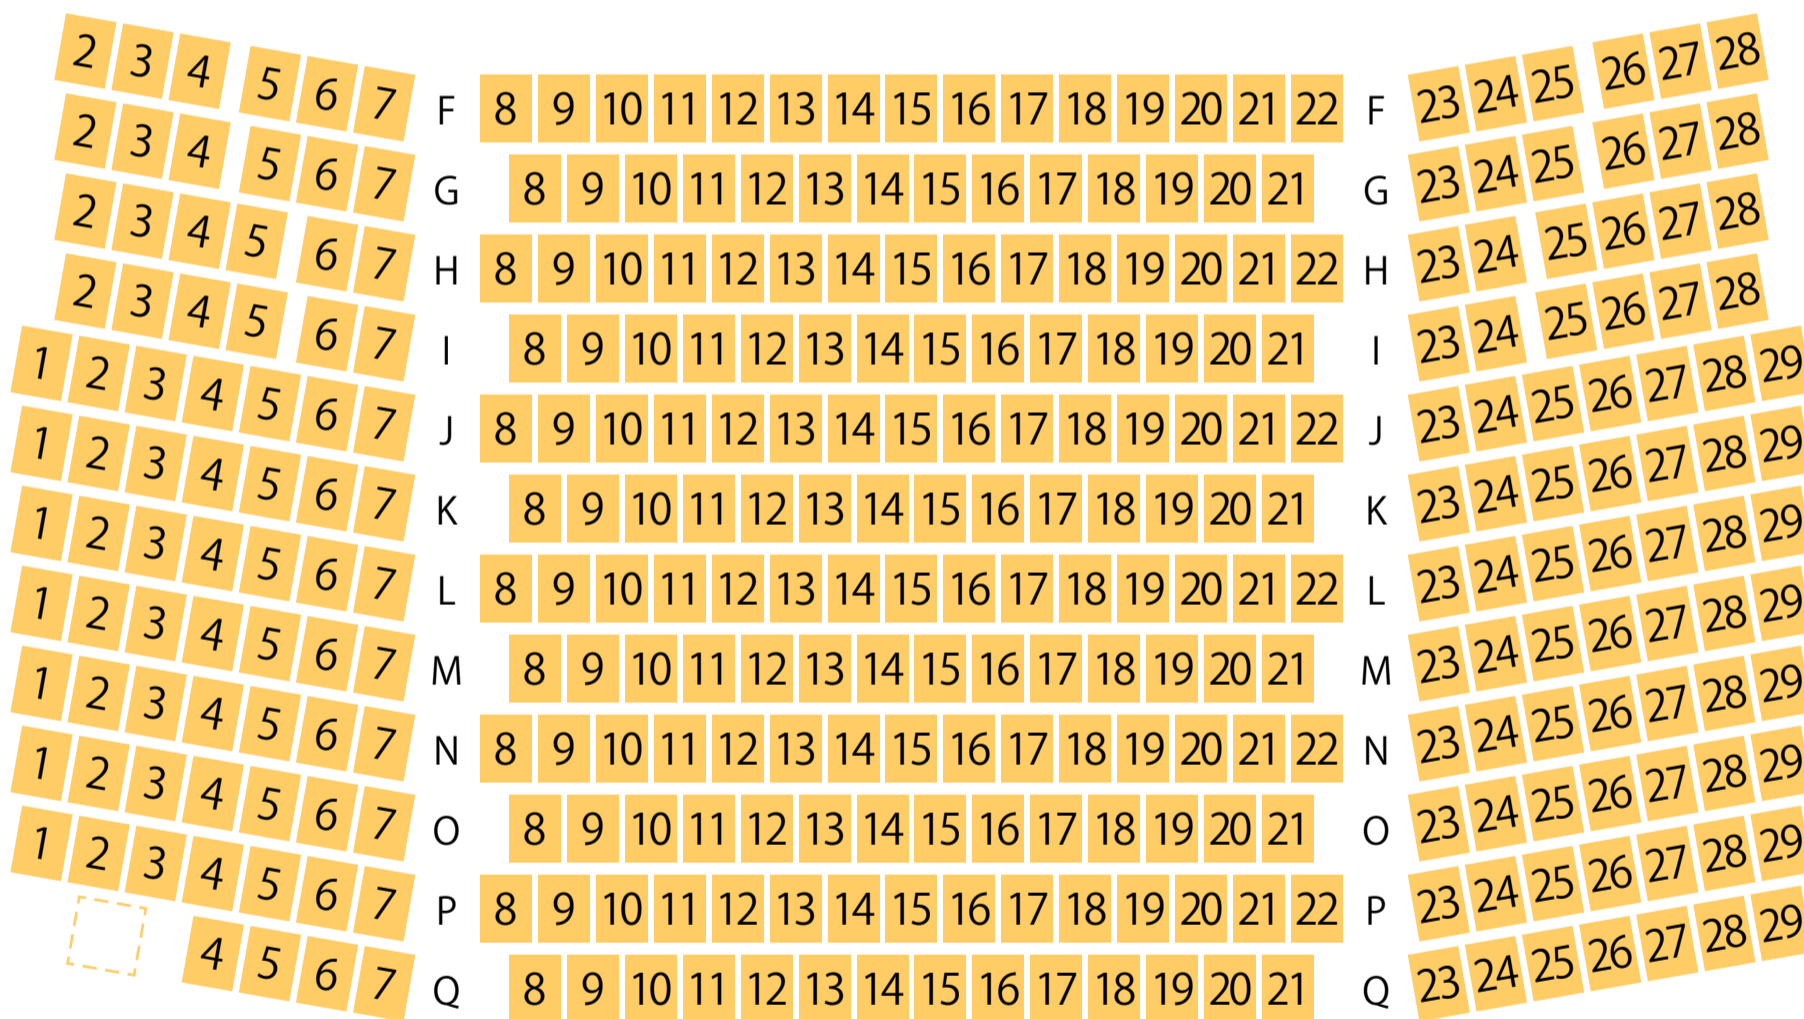 2 3 4 5 6 7 F 8 9 10 11 12 13 14 15 16 17 18 19 20 21 22 F 23 24 25 26 27 28
2 3 4 5 6 7 G 8 9 10 11 12 13 14 15 16 17 18 19 20 21 G 23 24 25 26 27 28
2 3 4 5 6 7 H 8 9 10 11 12 13 14 15 16 17 18 19 20 21 22 H 23 24 25 26 27 28
2 3 4 5 6 7 I 8 9 10 11 12 13 14 15 16 17 18 19 20 21 I 23 24 25 26 27 28
1 2 3 4 5 6 7 J 8 9 10 11 12 13 14 15 16 17 18 19 20 21 22 J 23 24 25 26 27 28 29
1 2 3 4 5 6 7 K 8 9 10 11 12 13 14 15 16 17 18 19 20 21 K 23 24 25 26 27 28 29
1 2 3 4 5 6 7 L 8 9 10 11 12 13 14 15 16 17 18 19 20 21 22 L 23 24 25 26 27 28 29
1 2 3 4 5 6 7 M 8 9 10 11 12 13 14 15 16 17 18 19 20 21 M 23 24 25 26 27 28 29
1 2 3 4 5 6 7 N 8 9 10 11 12 13 14 15 16 17 18 19 20 21 22 N 23 24 25 26 27 28 29
1 2 3 4 5 6 7 O 8 9 10 11 12 13 14 15 16 17 18 19 20 21 O 23 24 25 26 27 28 29
1 2 3 4 5 6 7 P 8 9 10 11 12 13 14 15 16 17 18 19 20 21 22 P 23 24 25 26 27 28 29
4 5 6 7 Q 8 9 10 11 12 13 14 15 16 17 18 19 20 21 Q 23 24 25 26 27 28 29